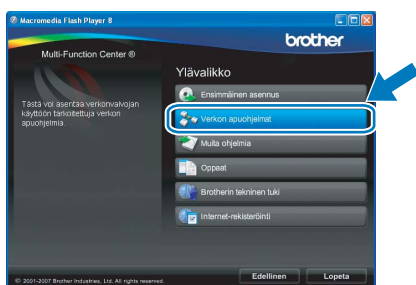 Macromedia Flash Player 8
brother
Multi-Function Center ®
Ylävalikko
Ensimmäinen asennus
Tästä voi asentaa verkonvalvojan
käyttöön tarkoitettuja verkon
apuohjelmia.
Verkon apuohjelmat
Muita ohjelmia
Oppaat
Brotherin tekninen tuki
Internet-rekisteröinti
© 2001-2007 Brother Industries, Ltd. All rights reserved.
Edellinen
Lopeta